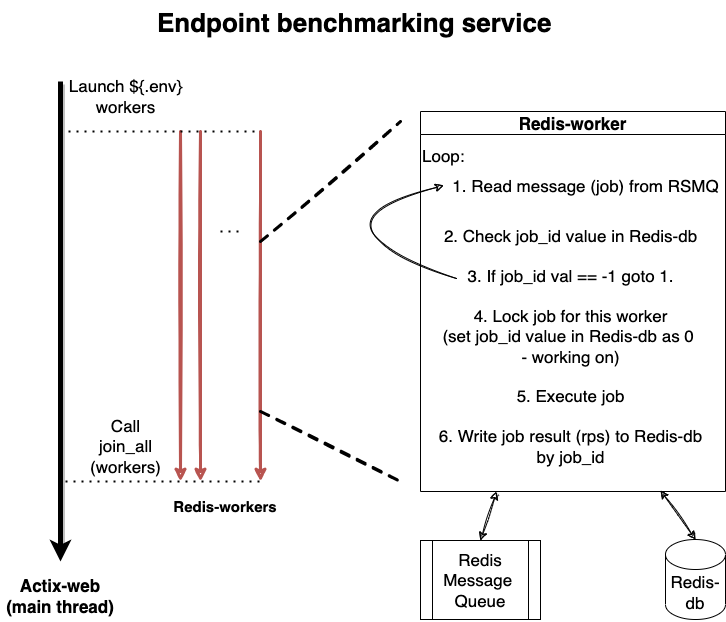 Endpoint benchmarking service
Launch ${.env}
workers
...
Call
join_all
(workers)
Redis-workers
Actix-web
(main thread)
Redis-worker
Loop:
1. Read message (job) from RSMQ
2. Check job_id value in Redis-db
3. If job_id val == -1 goto 1.
4. Lock job for this worker
(set job_id value in Redis-db as 0
- working on)
5. Execute job
6. Write job result (rps) to Redis-db
by job_id
Redis
Message
Queue
Redis-
db